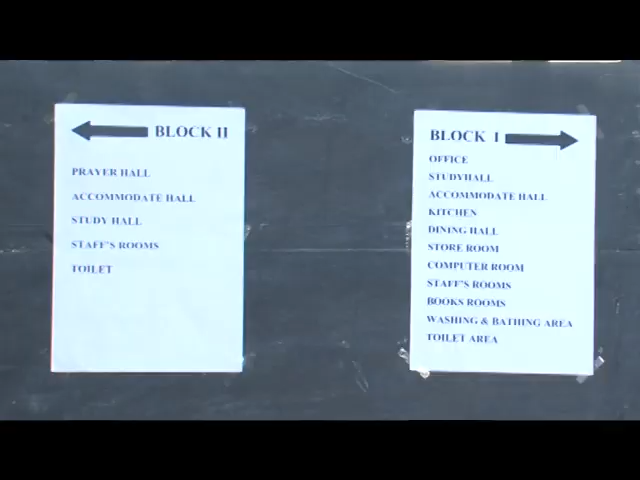 BLOCK II
PRAYER HALL
ACCOMMODATE HALL
STUDY HALL
STAFF'S ROOMS
TOILET
BLOCK I
OFFICE
STUDYHALL
ACCOMMODATE HALL
KITCHEN
DINING HALL
STORE ROOM
COMPUTER ROOM
STAFF'S ROOMS
BOOKS ROOMS
WASHING & BATHING AREA
TOILET AREA